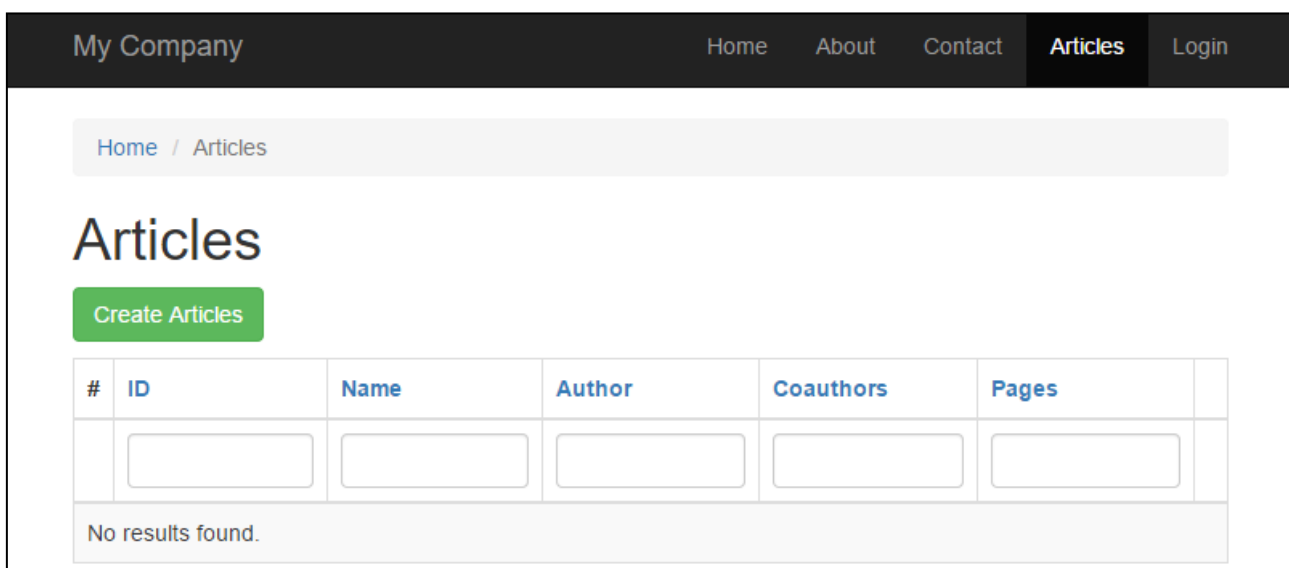 My Company Home About Contact Articles Login
Home / Articles
Articles
Create Articles
# ID Name Author Coauthors Pages
No results found.